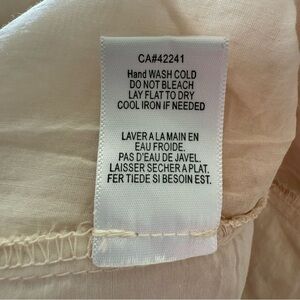 CA#42241
Hand WASH COLD
DO NOT BLEACH
LAY FLAT TO DRY
COOL IRON IF NEEDED
LAVER A LA MAIN EN
EAU FROIDE.
PAS D'EAU DE JAVEL.
LAISSER SECHER A PLAT.
FER TIEDE SI BESOIN EST.